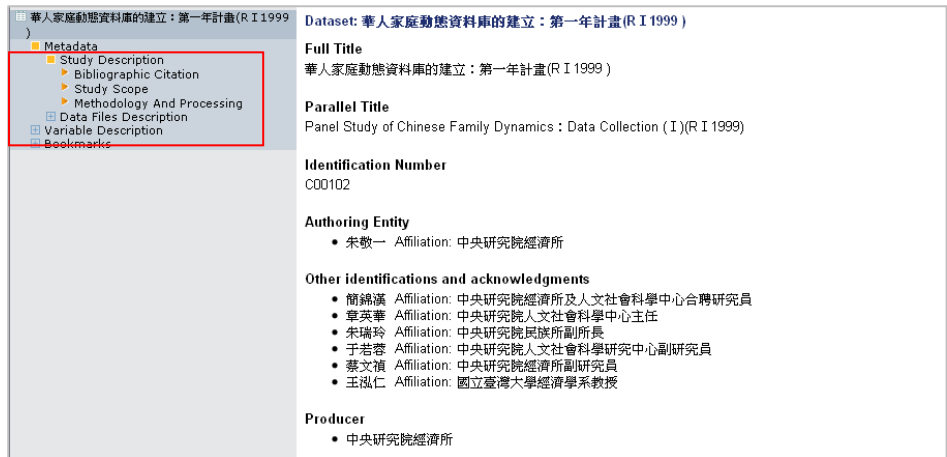 華人家庭動態資料庫的建立：第一年計畫(RⅠ1999
)
Metadata
Study Description
Bibliographic Citation
Study Scope
Methodology And Processing
Data Files Description
Variable Description
Bookmarks
Dataset: 華人家庭動態資料庫的建立：第一年計畫(RⅠ1999 )
Full Title
華人家庭動態資料庫的建立：第一年計畫(RⅠ1999 )
Parallel Title
Panel Study of Chinese Family Dynamics：Data Collection (Ⅰ)(RⅠ1999)
Identification Number
C00102
Authoring Entity
• 朱敬一 Affiliation: 中央研究院經濟所
Other identifications and acknowledgments
• 簡錦漢 Affiliation: 中央研究院經濟所及人文社會科學中心合聘研究員
• 章英華 Affiliation: 中央研究院人文社會科學中心主任
• 朱瑞玲 Affiliation: 中央研究院民族所副所長
• 于若蓉 Affiliation: 中央研究院人文社會科學研究中心副研究員
• 蔡文禎 Affiliation: 中央研究院經濟所副研究員
• 王泓仁 Affiliation: 國立臺灣大學經濟學系教授
Producer
• 中央研究院經濟所